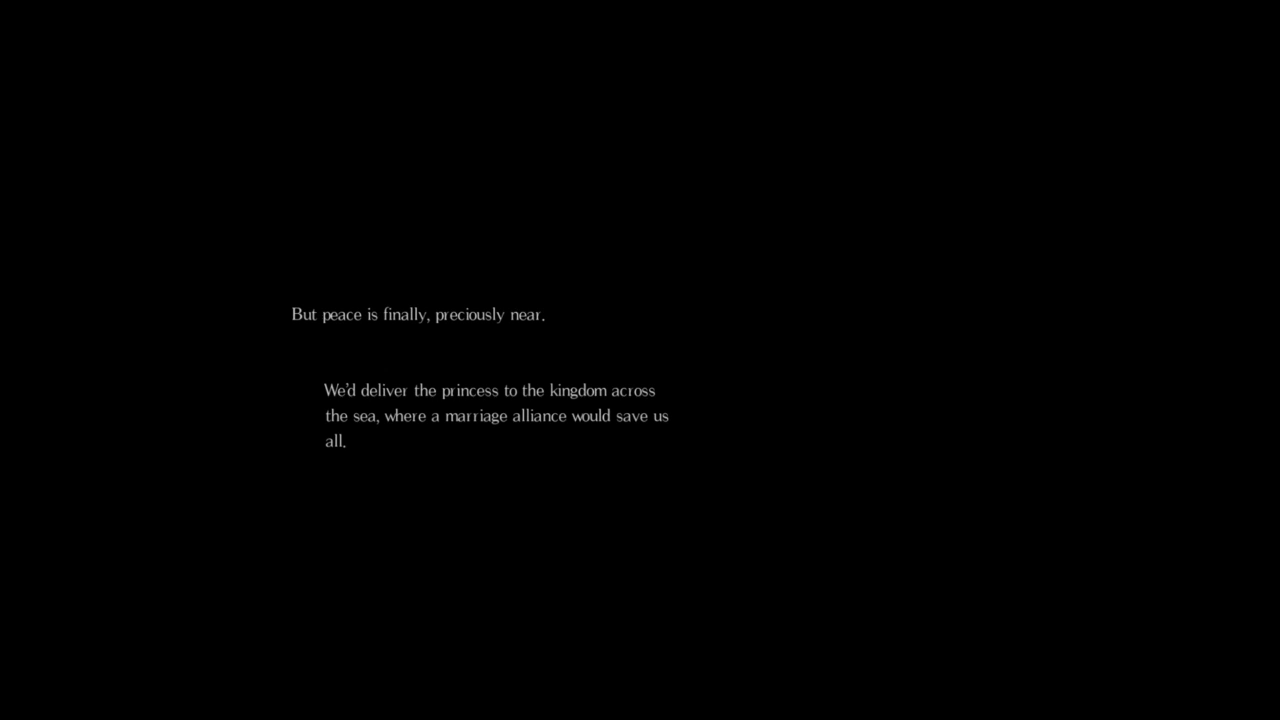 But peace is finally, preciously near.
We'd deliver the princess to the kingdom across
the sea, where a marriage alliance would save us
all.